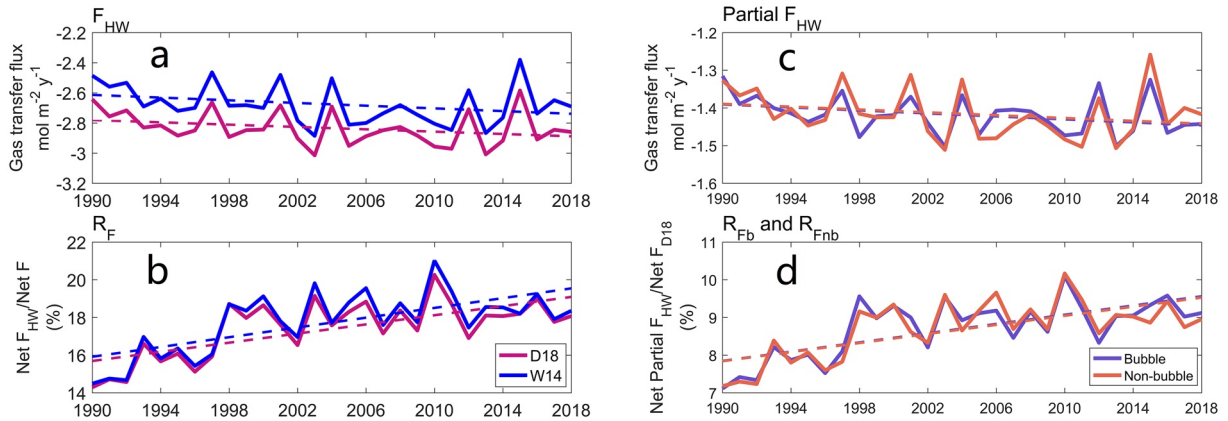 F_HW
a
Gas transfer flux
mol m⁻² y⁻¹
-2.2
-2.4
-2.6
-2.8
-3
-3.2
1990 1994 1998 2002 2006 2010 2014 2018
R_F
b
Net F_HW/Net F
(%)
22
20
18
16
14
D18
W14
1990 1994 1998 2002 2006 2010 2014 2018
Partial F_HW
c
Gas transfer flux
mol m⁻² y⁻¹
-1.2
-1.3
-1.4
-1.5
-1.6
1990 1994 1998 2002 2006 2010 2014 2018
R_Fb and R_Fnb
d
Net Partial F_HW/Net F_D18
(%)
11
10
9
8
7
Bubble
Non-bubble
1990 1994 1998 2002 2006 2010 2014 2018